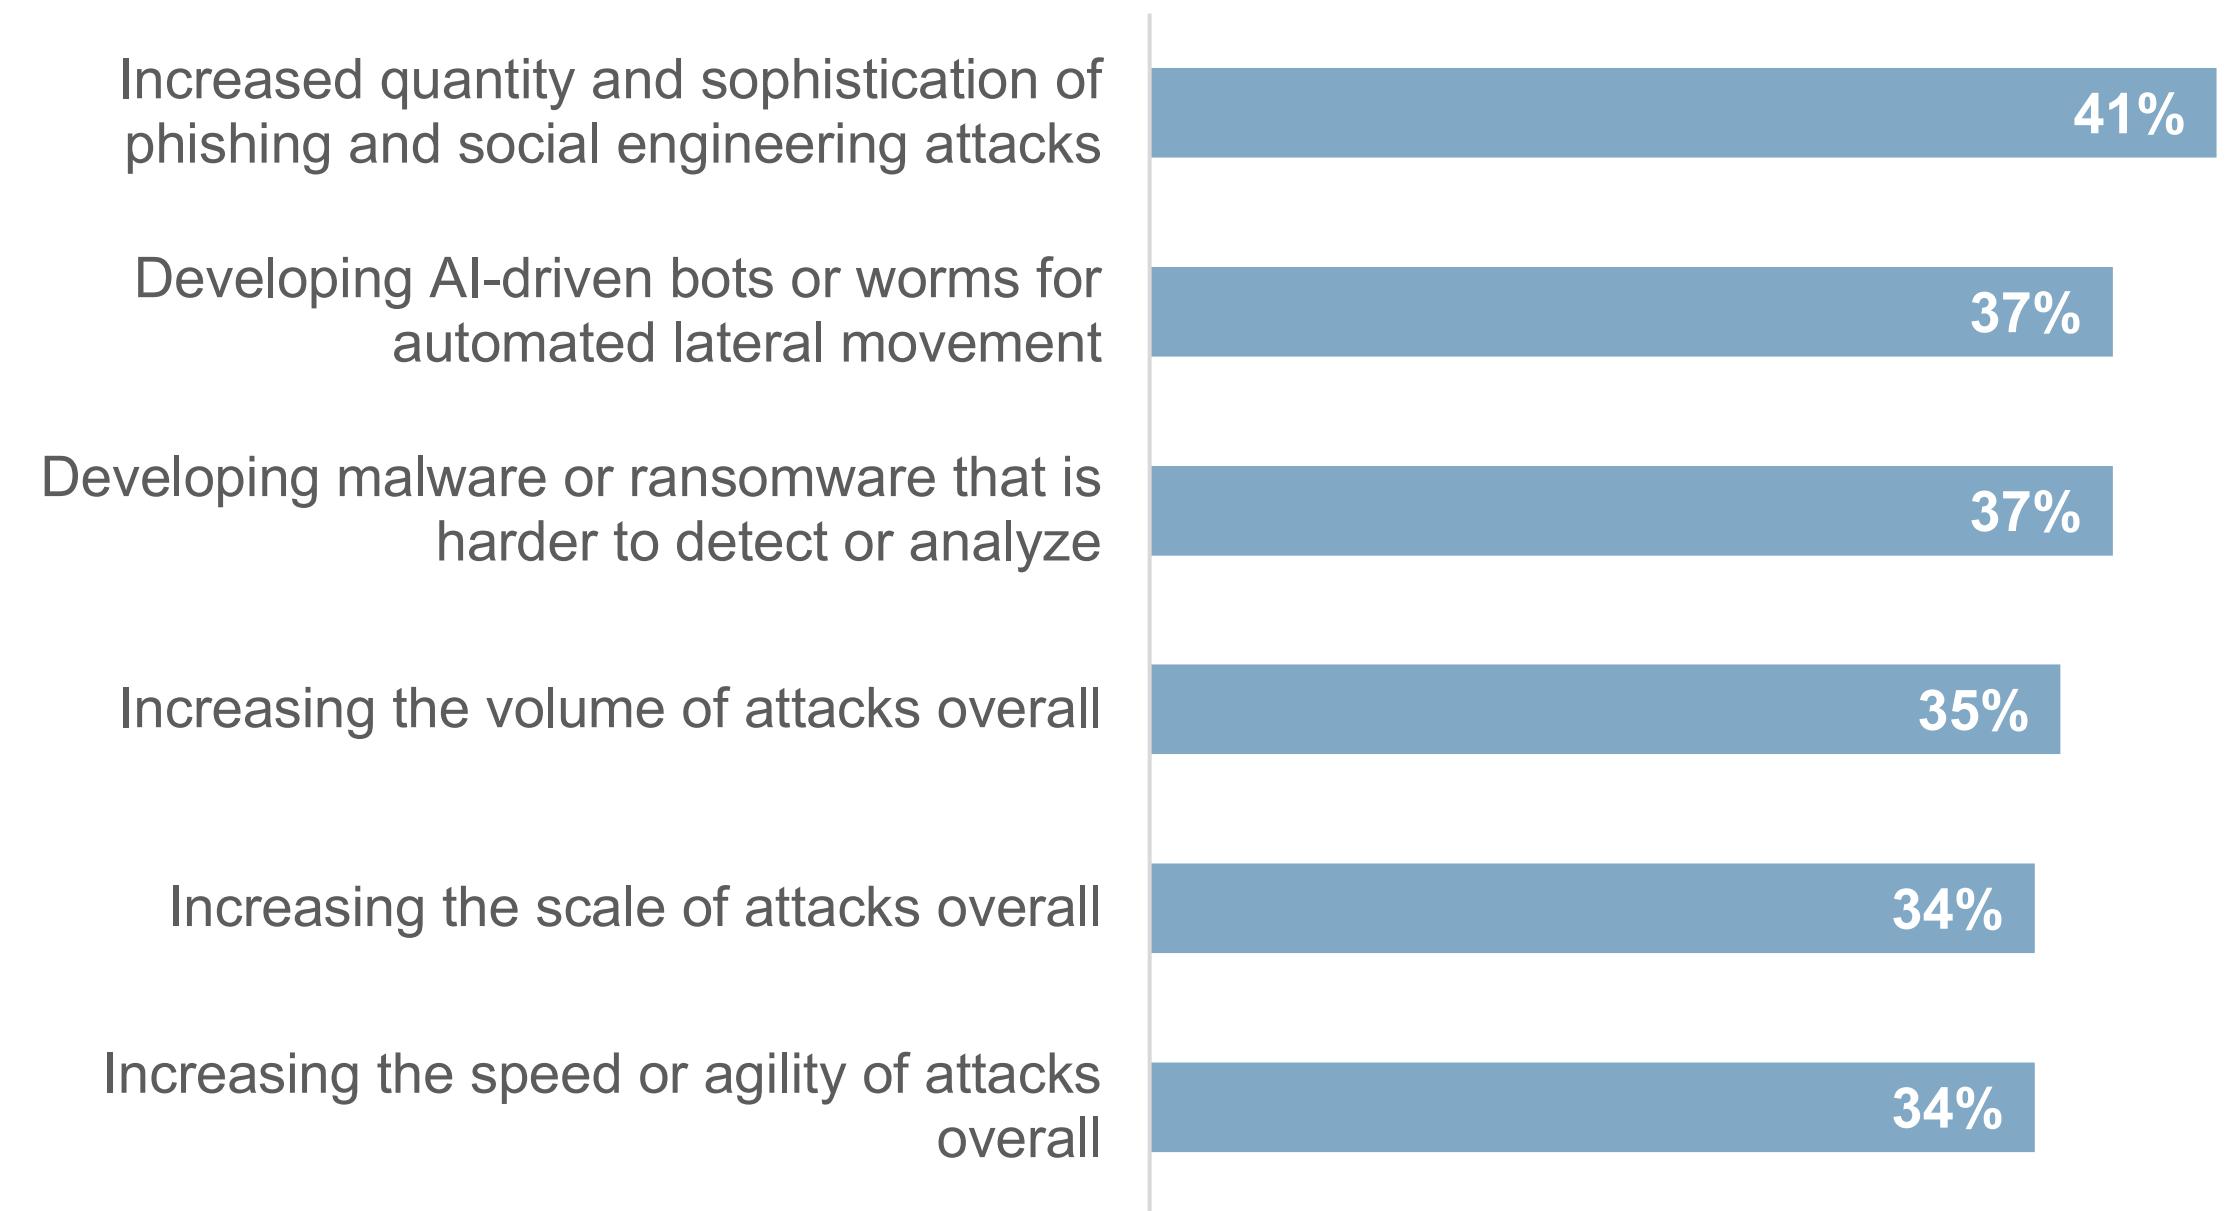 Increased quantity and sophistication of
phishing and social engineering attacks
41%
Developing AI-driven bots or worms for
automated lateral movement
37%
Developing malware or ransomware that is
harder to detect or analyze
37%
Increasing the volume of attacks overall
35%
Increasing the scale of attacks overall
34%
Increasing the speed or agility of attacks
overall
34%